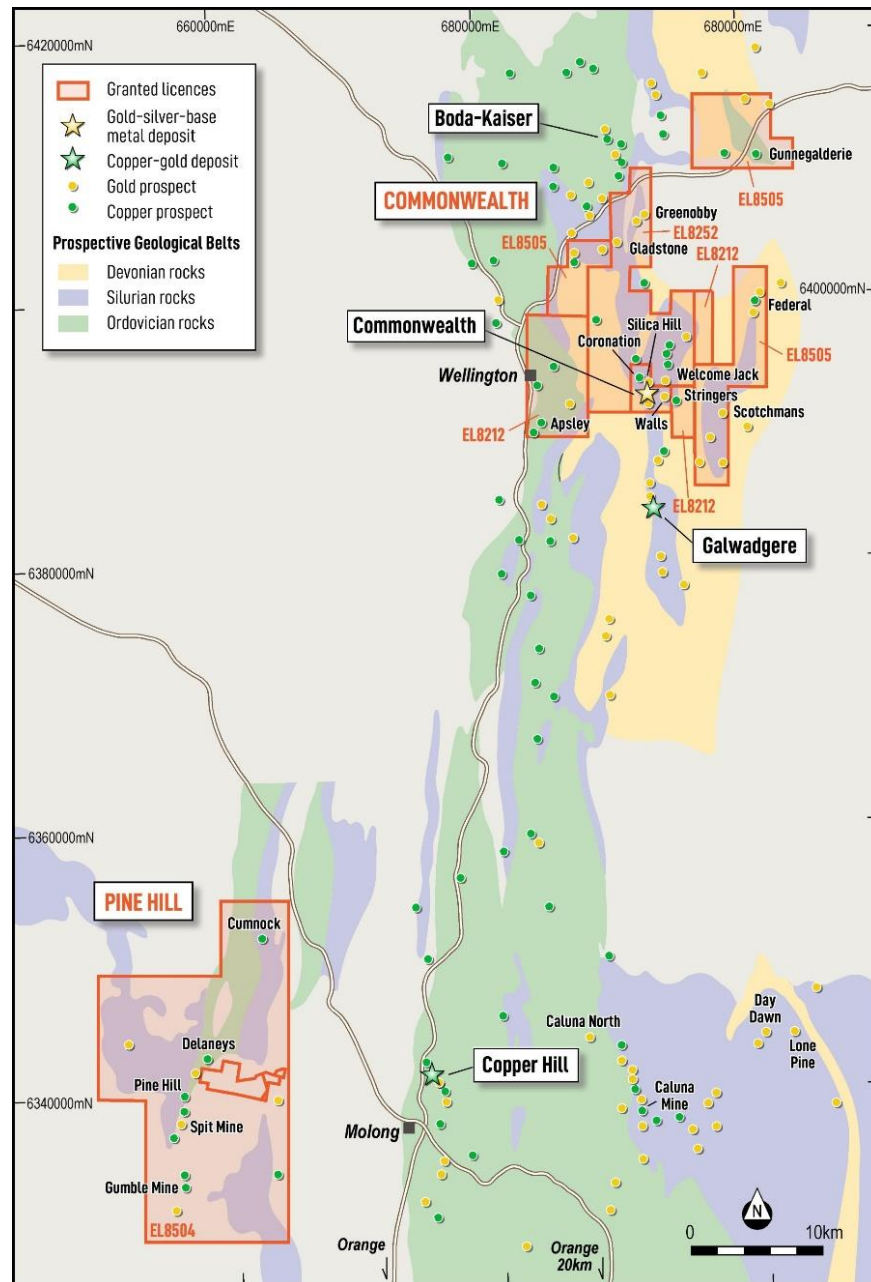 660000mE
680000mE
680000mE
6420000mN
Granted licences
Gold-silver-base
metal deposit
Copper-gold deposit
Gold prospect
Copper prospect
Prospective Geological Belts
Devonian rocks
Silurian rocks
Ordovician rocks
Boda-Kaiser
COMMONWEALTH
Gunnegalderie
EL8505
Greenobby
EL8252
Gladstone
EL8212
EL8505
6400000mN
Federal
Commonwealth
Silica Hill
Coronation
EL8505
Wellington
Welcome Jack
Stringers
Scotchmans
Walls
Apsley
EL8212
EL8212
Galwadgere
6380000mN
6360000mN
PINE HILL
Cumnock
Day
Dawn
Lone
Pine
Caluna North
Delaneys
Copper Hill
Pine Hill
Caluna
Mine
6340000mN
Spit Mine
Molong
Gumble Mine
EL8504
N
0 10km
Orange
Orange
20km